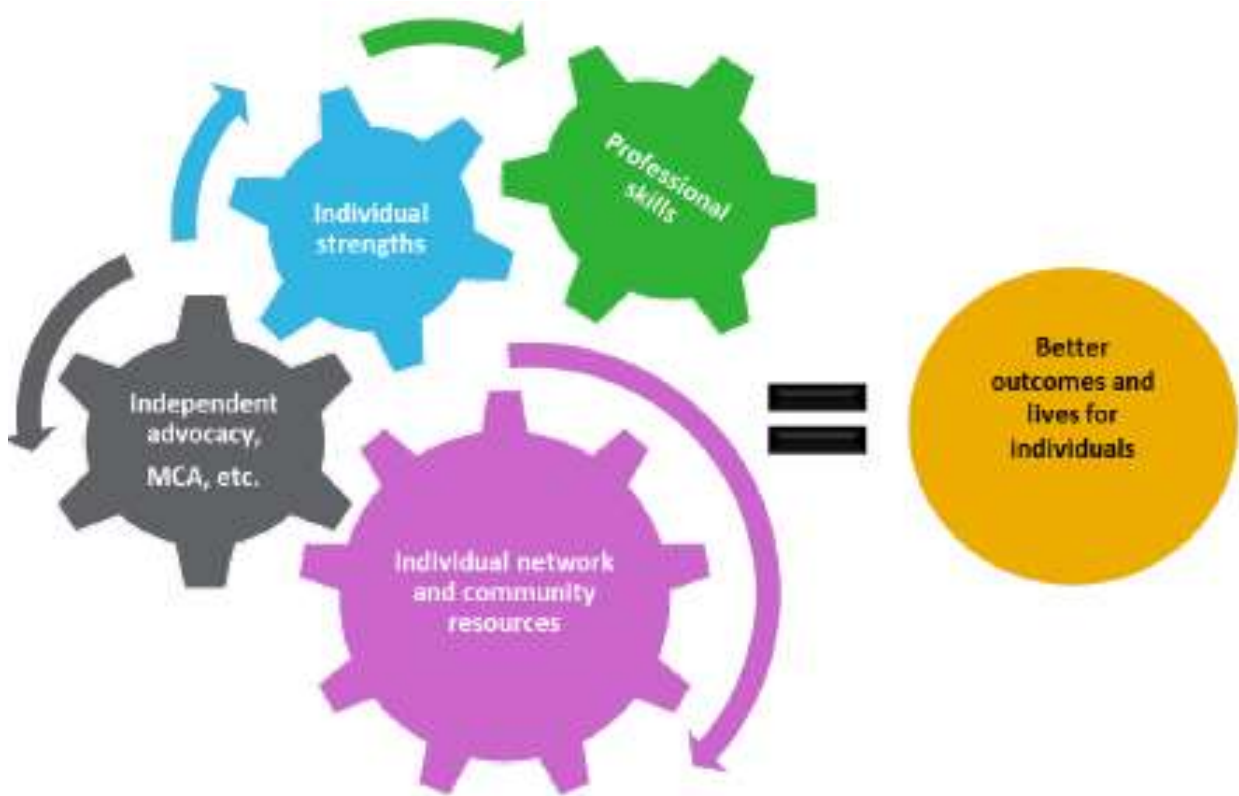 Professional
skills
Individual
strengths
Independent
advocacy,
MCA, etc.
Individual network
and community
resources
Better
outcomes and
lives for
individuals